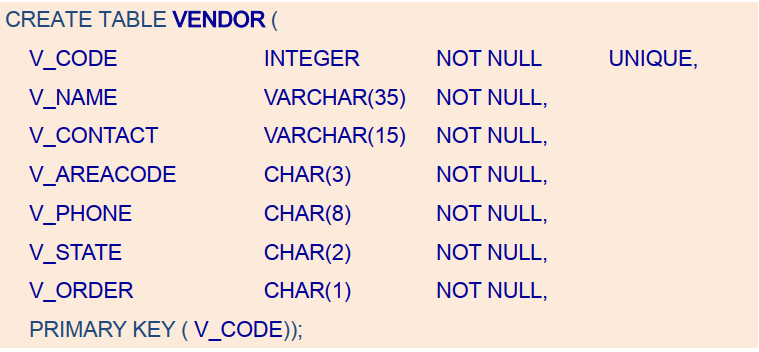 CREATE TABLE VENDOR (
V_CODE INTEGER NOT NULL UNIQUE,
V_NAME VARCHAR(35) NOT NULL,
V_CONTACT VARCHAR(15) NOT NULL,
V_AREACODE CHAR(3) NOT NULL,
V_PHONE CHAR(8) NOT NULL,
V_STATE CHAR(2) NOT NULL,
V_ORDER CHAR(1) NOT NULL,
PRIMARY KEY ( V_CODE));